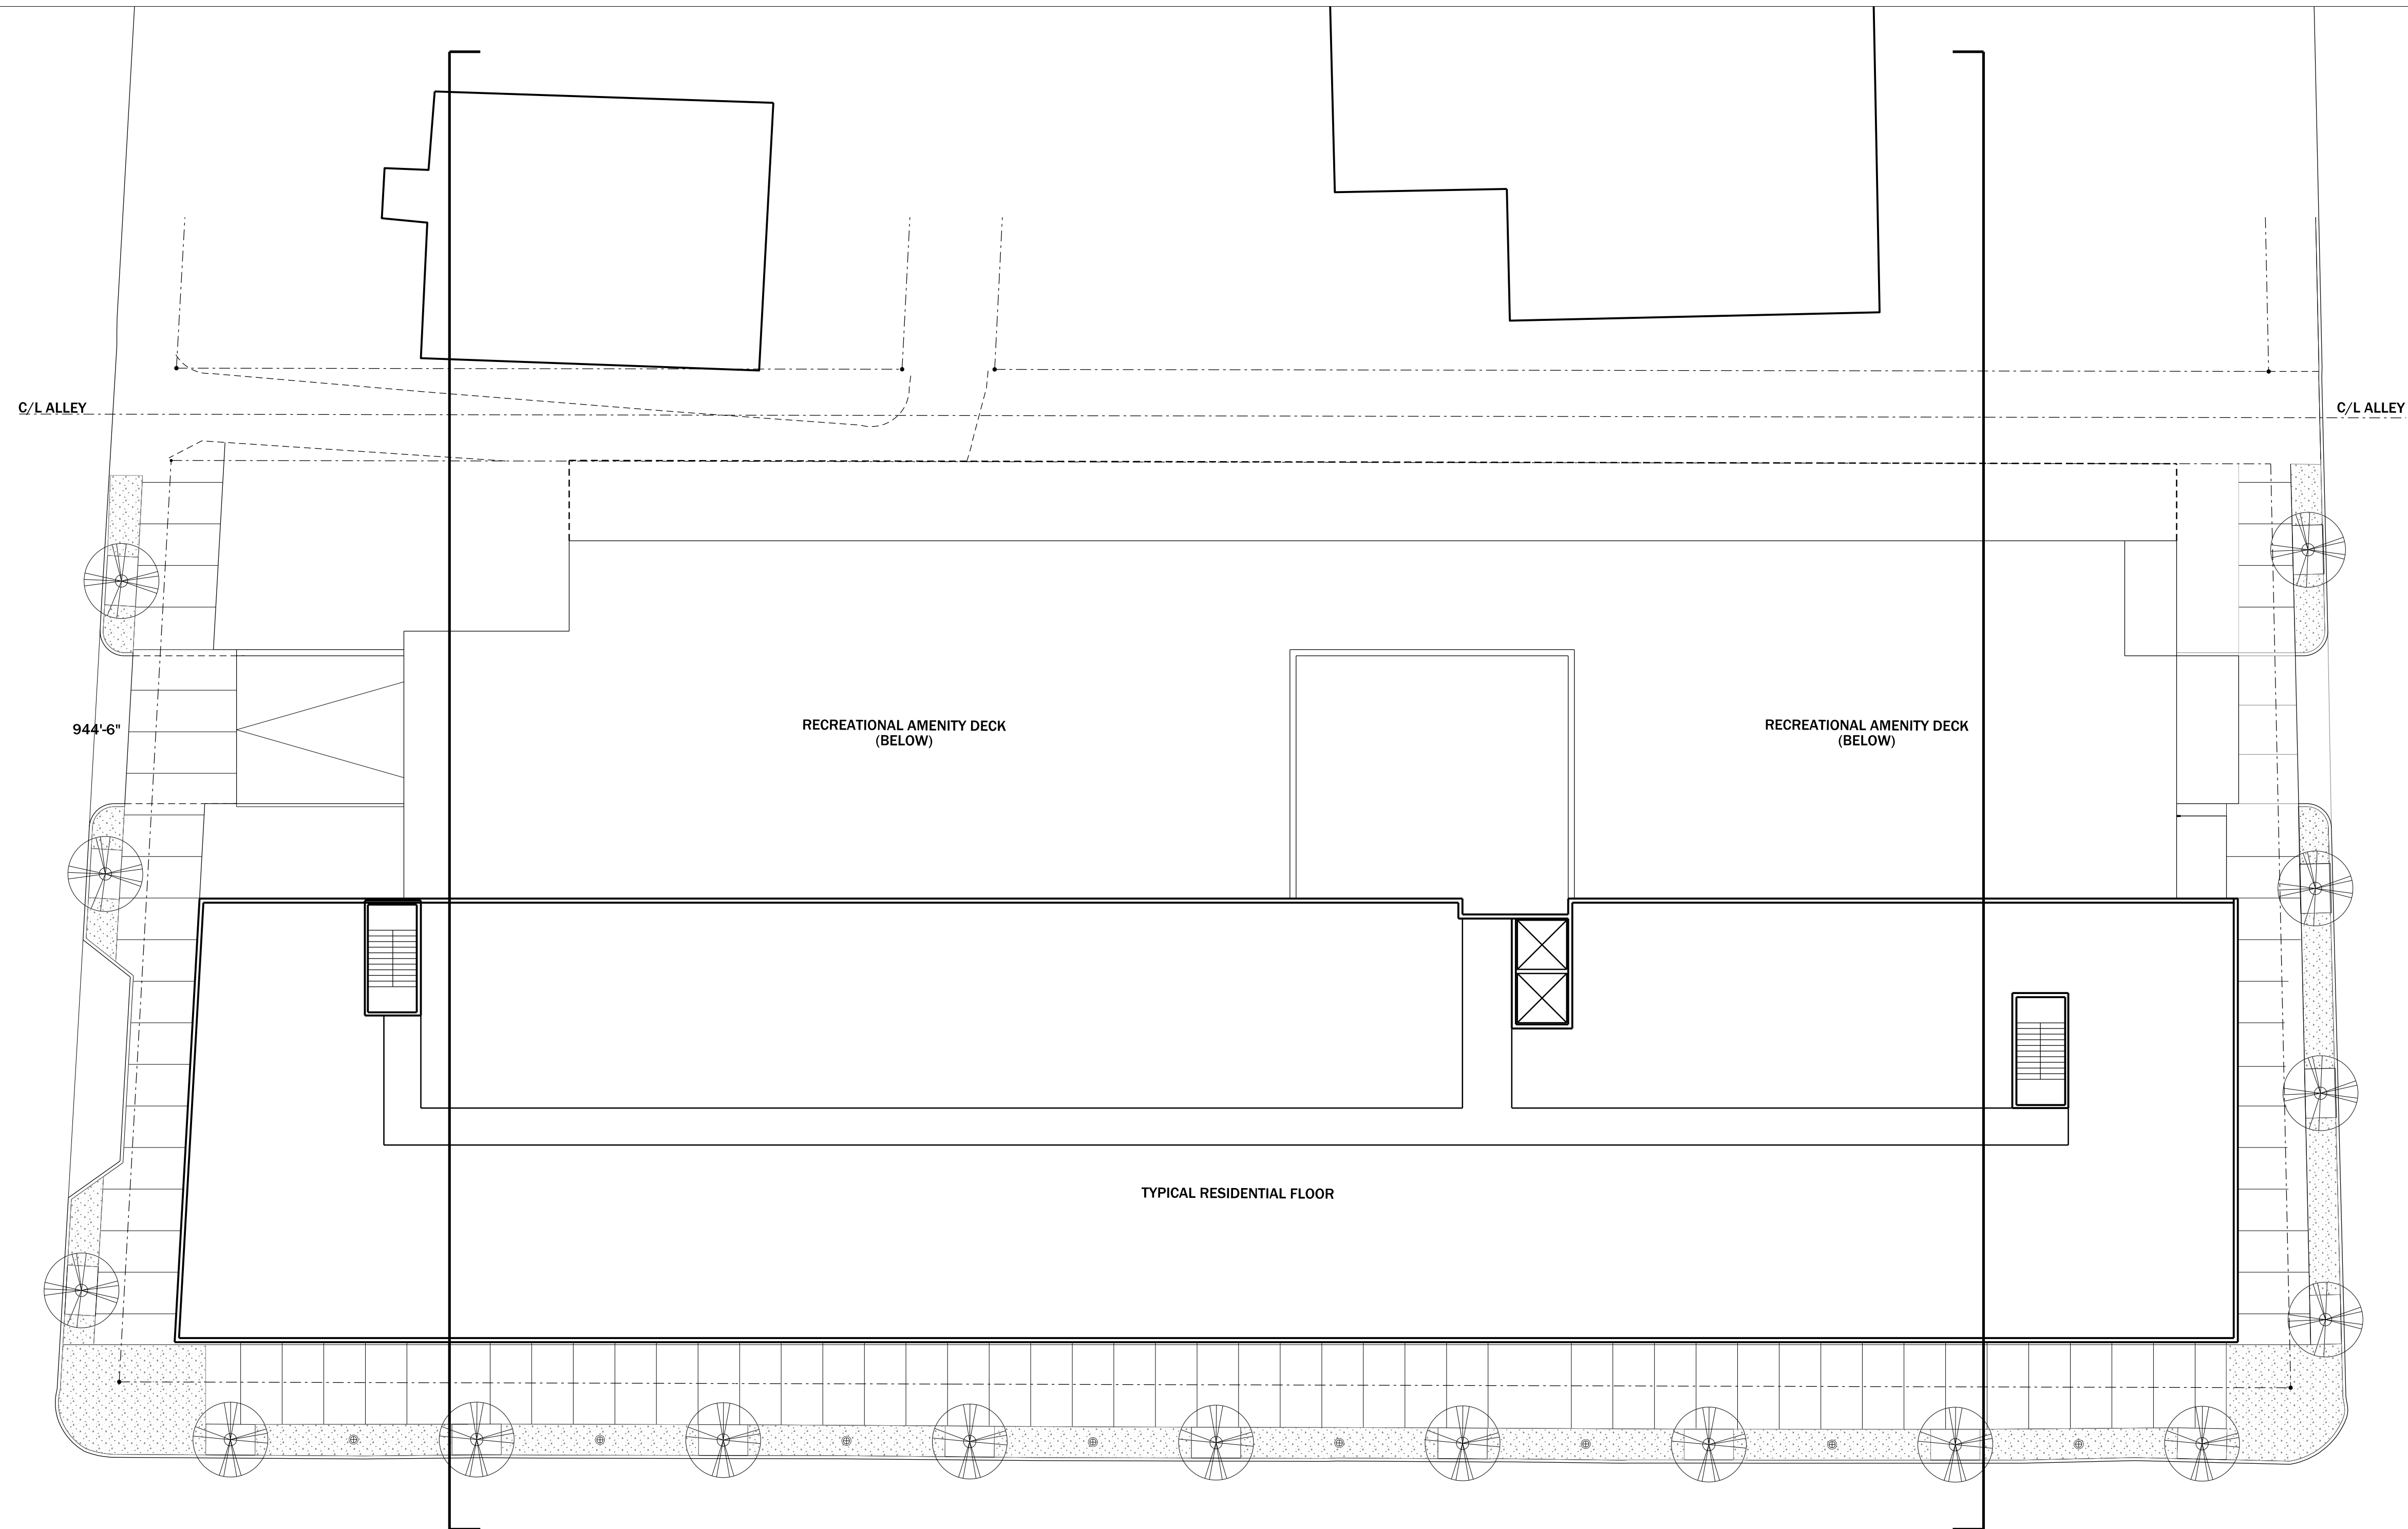 C/L ALLEY
C/L ALLEY
944'-6"
RECREATIONAL AMENITY DECK
(BELOW)
RECREATIONAL AMENITY DECK
(BELOW)
TYPICAL RESIDENTIAL FLOOR